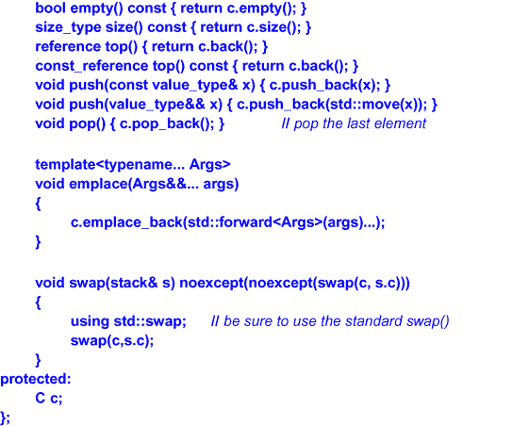 bool empty() const { return c.empty(); }
size_type size() const { return c.size(); }
reference top() { return c.back(); }
const_reference top() const { return c.back(); }
void push(const value_type& x) { c.push_back(x); }
void push(value_type&& x) { c.push_back(std::move(x)); }
void pop() { c.pop_back(); } // pop the last element
template<typename... Args>
void emplace(Args&&... args)
{
c.emplace_back(std::forward<Args>(args)...);
}
void swap(stack& s) noexcept(noexcept(swap(c, s.c)))
{
using std::swap; // be sure to use the standard swap()
swap(c,s.c);
}
protected:
C c;
};